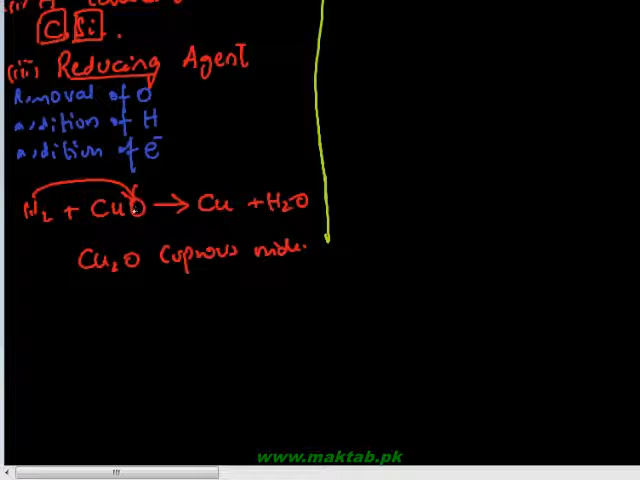 C. Si.
(iii) Reducing Agent
Removal of O
addition of H
addition of e⁻
H₂ + CuO → Cu + H₂O
Cu₂O Cuprous oxide.
www.maktab.pk